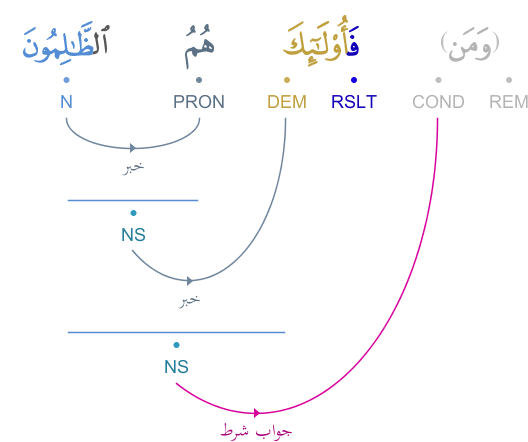 (وَمَن) فَأُو۟لَـٰٓئِكَ هُمُ ٱلظَّـٰلِمُونَ
REM COND RSLT DEM PRON N
خبر
NS
خبر
NS
جواب شرط